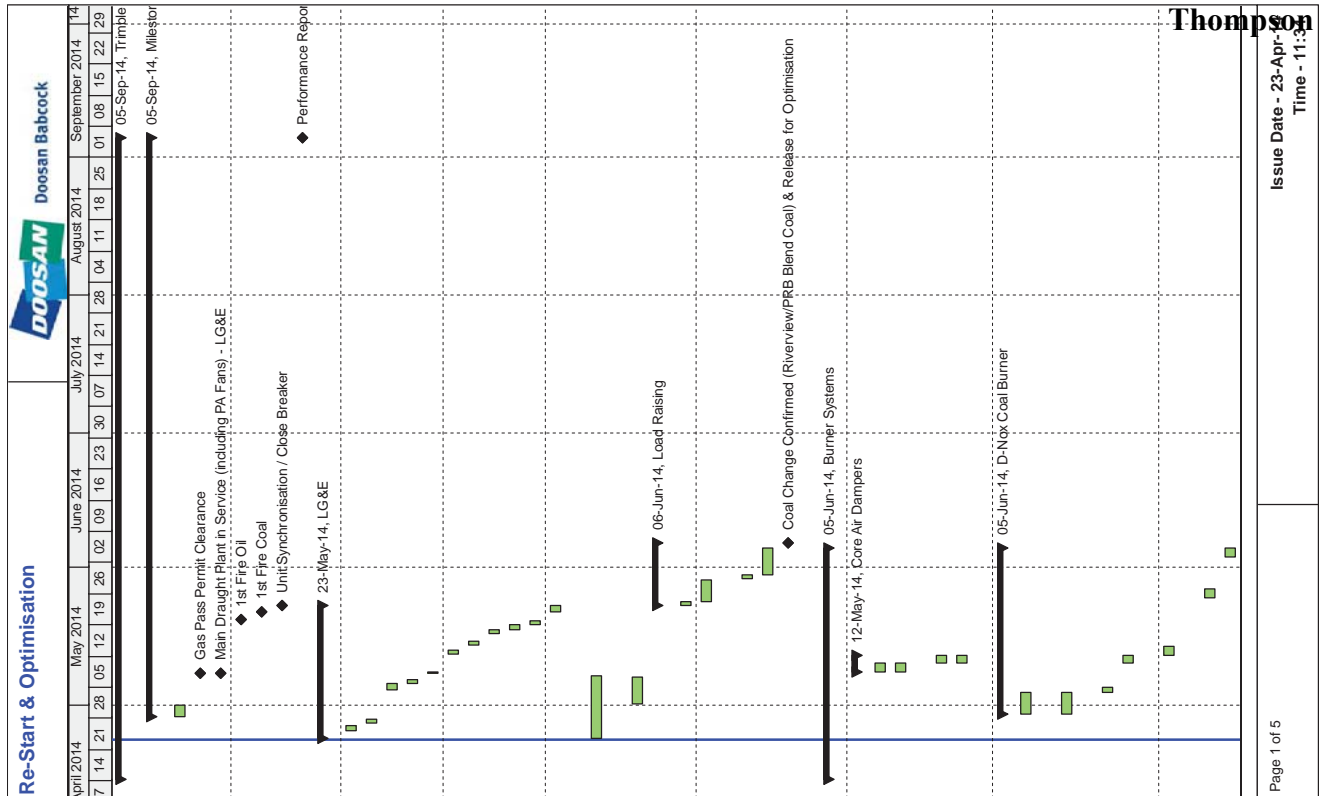 Re-Start & Optimisation
DOOSAN Doosan Babcock
pril 2014 May 2014 June 2014 July 2014 August 2014 September 2014 14
7 14 21 28 05 12 19 26 02 09 16 23 30 07 14 21 28 04 11 18 25 01 08 15 22 29
05-Sep-14, Trimble
05-Sep-14, Mileston
Gas Pass Permit Clearance
Main Draught Plant in Service (including PA Fans) - LG&E
1st Fire Oil
1st Fire Coal
Unit Synchronisation / Close Breaker
Performance Repor
23-May-14, LG&E
06-Jun-14, Load Raising
Coal Change Confirmed (Riverview/PRB Blend Coal) & Release for Optimisation
05-Jun-14, Burner Systems
12-May-14, Core Air Dampers
05-Jun-14, D-Nox Coal Burner
Page 1 of 5
Issue Date - 23-Apr-
Time - 11:3
Thompson